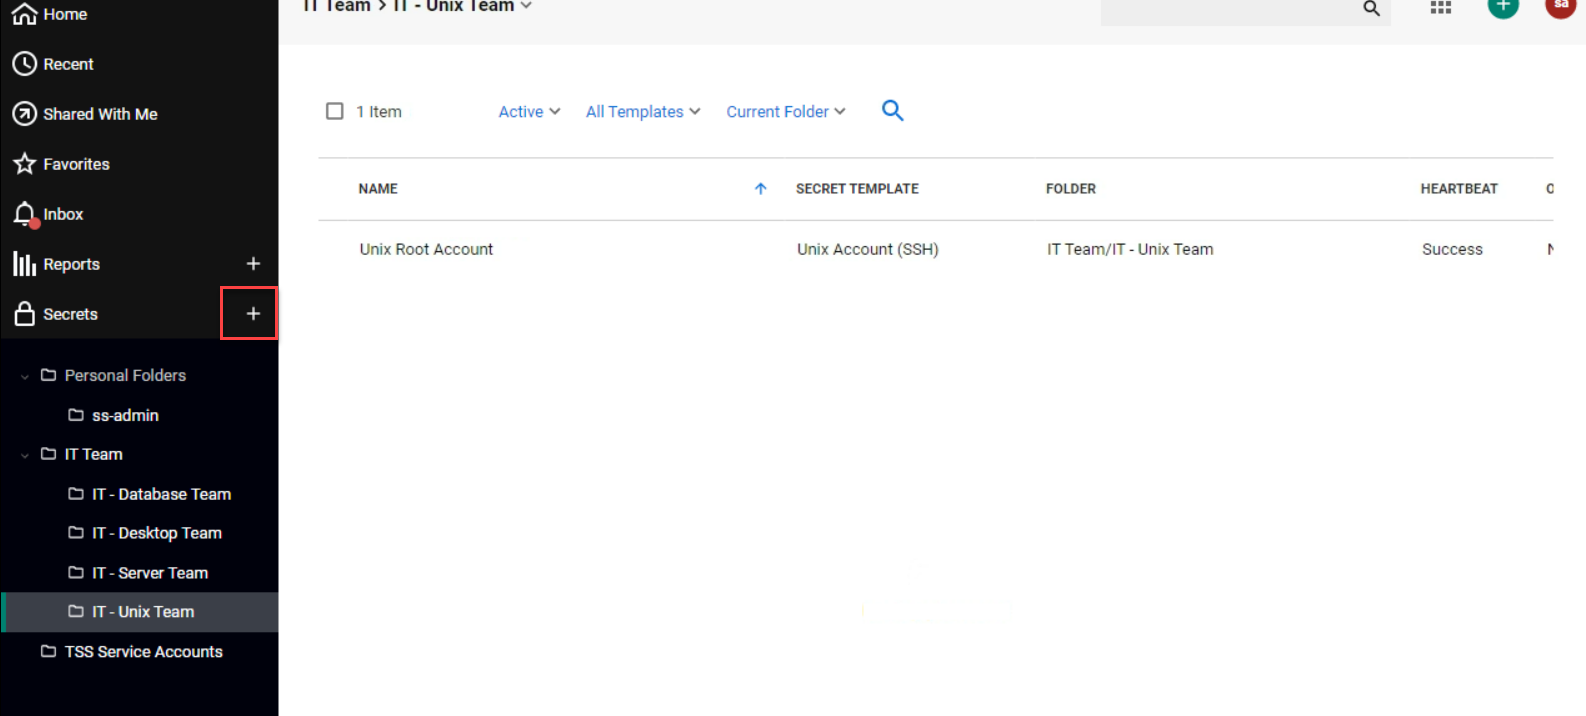 Home
Recent
Shared With Me
Favorites
Inbox
Reports
Secrets
Personal Folders
ss-admin
IT Team
IT - Database Team
IT - Desktop Team
IT - Server Team
IT - Unix Team
TSS Service Accounts
IT Team > IT - Unix Team
sa
1 Item Active All Templates Current Folder
NAME SECRET TEMPLATE FOLDER HEARTBEAT
Unix Root Account Unix Account (SSH) IT Team/IT - Unix Team Success